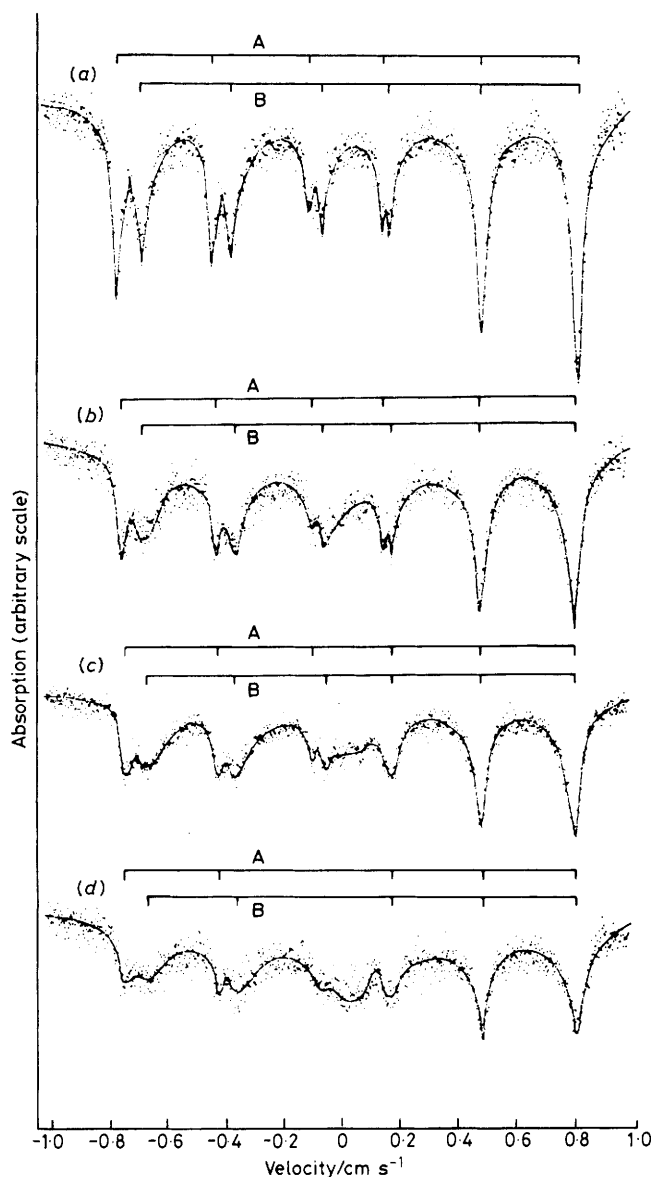 A
(a)
B
A
(b)
B
A
(c)
B
A
(d)
B
Absorption (arbitrary scale)
-1·0 -0·8 -0·6 -0·4 -0·2 0 0·2 0·4 0·6 0·8 1·0
Velocity/cm s⁻¹